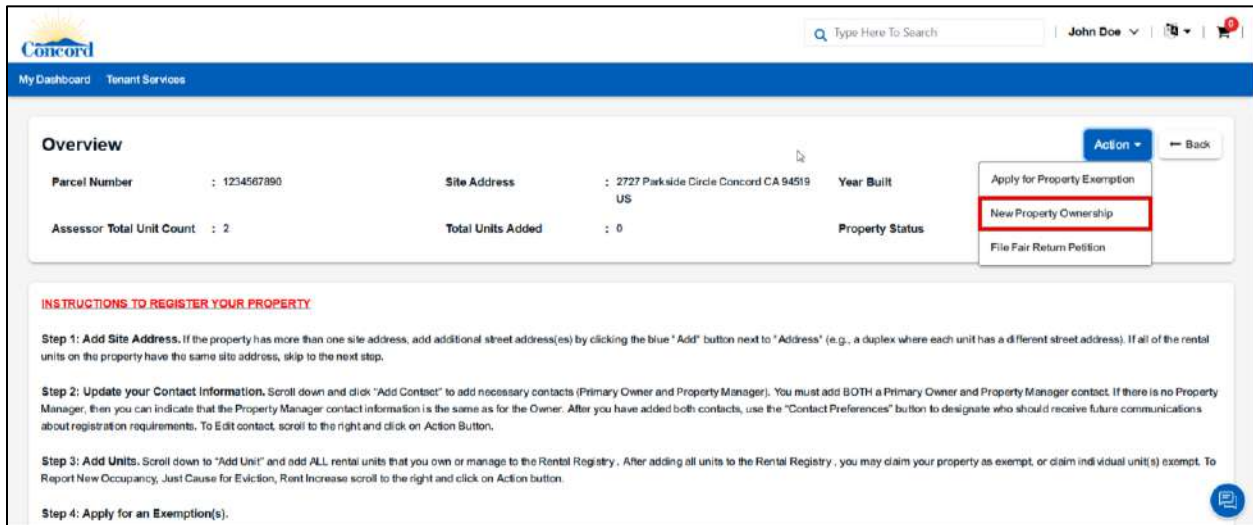 Concord
Type Here To Search
John Doe
0
My Dashboard Tenant Services
Overview
Action
Back
Parcel Number : 1234567890 Site Address : 2727 Parkside Circle Concord CA 94519 Year Built
US
Apply for Property Exemption
New Property Ownership
Assessor Total Unit Count : 2 Total Units Added : 0 Property Status
File Fair Return Petition
INSTRUCTIONS TO REGISTER YOUR PROPERTY
Step 1: Add Site Address. If the property has more than one site address, add additional street address(es) by clicking the blue "Add" button next to "Address" (e.g., a duplex where each unit has a different street address). If all of the rental
units on the property have the same site address, skip to the next step.
Step 2: Update your Contact Information. Scroll down and click "Add Contact" to add necessary contacts (Primary Owner and Property Manager). You must add BOTH a Primary Owner and Property Manager contact. If there is no Property
Manager, then you can indicate that the Property Manager contact information is the same as for the Owner. After you have added both contacts, use the "Contact Preferences" button to designate who should receive future communications
about registration requirements. To Edit contact, scroll to the right and click on Action Button.
Step 3: Add Units. Scroll down to "Add Unit" and add ALL rental units that you own or manage to the Rental Registry. After adding all units to the Rental Registry, you may claim your property as exempt, or claim individual unit(s) exempt. To
Report New Occupancy, Just Cause for Eviction, Rent Increase scroll to the right and click on Action button.
Step 4: Apply for an Exemption(s).